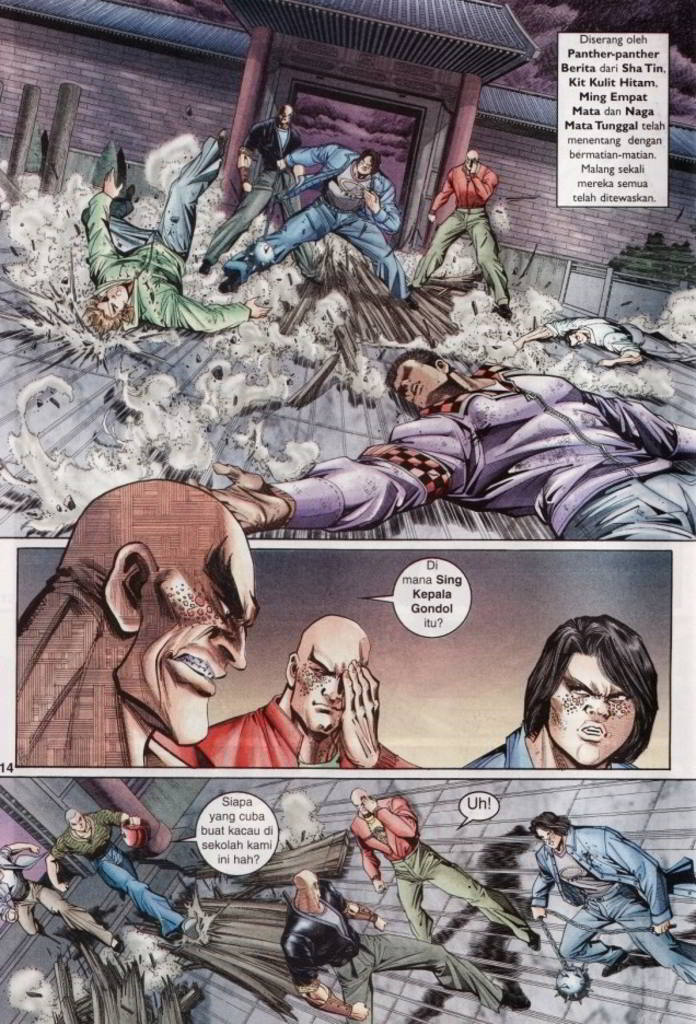 Diserang oleh
Panther-panther
Berita dari Sha Tin,
Kit Kulit Hitam,
Ming Empat
Mata dan Naga
Mata Tunggal telah
menentang dengan
bermatian-matian.
Malang sekali
mereka semua
telah ditewaskan.
Di
mana Sing
Kepala
Gondol
itu?
14
Siapa
yang cuba
buat kacau di
sekolah kami
ini hah?
Uh!